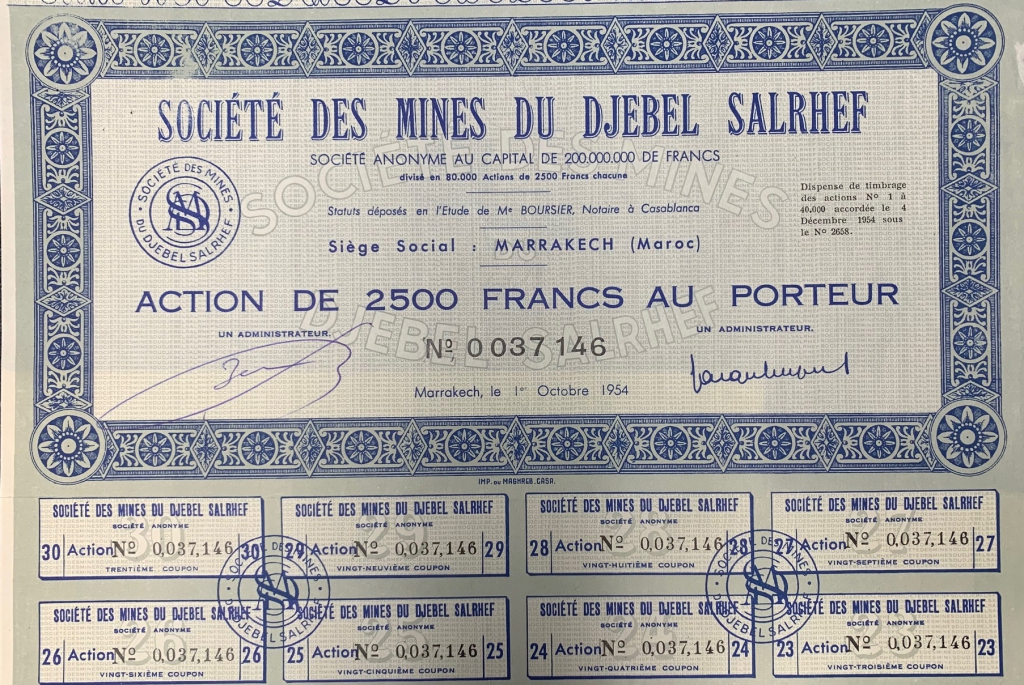 SOCIÉTÉ DES MINES DU DJEBEL SALRHEF
SOCIÉTÉ ANONYME AU CAPITAL DE 200.000.000 DE FRANCS
divisé en 80.000 Actions de 2500 Francs chacune
Statuts déposés en l'Etude de Me BOURSIER, Notaire à Casablanca
Siège Social : MARRAKECH (Maroc)
Dispense de timbrage
des actions No 1 à
40.000 accordée le 4
Décembre 1954 sous
le No 2658.
SOCIÉTÉ DES MINES
DU DJEBEL SALRHEF
SMS
SOCIÉTÉ DES MINES
DU
DJEBEL SALRHEF
ACTION DE 2500 FRANCS AU PORTEUR
UN ADMINISTRATEUR.
UN ADMINISTRATEUR.
No 0037146
Marrakech, le 1er Octobre 1954
IMP. DU MAGHREB. CASA.
SOCIÉTÉ DES MINES DU DJEBEL SALRHEF
SOCIÉTÉ ANONYME
30 Action No 0,037,146 30
TRENTIÈME COUPON
SOCIÉTÉ DES MINES DU DJEBEL SALRHEF
SOCIÉTÉ ANONYME
29 Action No 0,037,146 29
VINGT-NEUVIÈME COUPON
SOCIÉTÉ DES MINES DU DJEBEL SALRHEF
SOCIÉTÉ ANONYME
28 Action No 0,037,146 28
VINGT-HUITIÈME COUPON
SOCIÉTÉ DES MINES DU DJEBEL SALRHEF
SOCIÉTÉ ANONYME
27 Action No 0,037,146 27
VINGT-SEPTIÈME COUPON
SOCIÉTÉ DES MINES DU DJEBEL SALRHEF
SOCIÉTÉ ANONYME
26 Action No 0,037,146 26
VINGT-SIXIÈME COUPON
SOCIÉTÉ DES MINES DU DJEBEL SALRHEF
SOCIÉTÉ ANONYME
25 Action No 0,037,146 25
VINGT-CINQUIÈME COUPON
SOCIÉTÉ DES MINES DU DJEBEL SALRHEF
SOCIÉTÉ ANONYME
24 Action No 0,037,146 24
VINGT-QUATRIÈME COUPON
SOCIÉTÉ DES MINES DU DJEBEL SALRHEF
SOCIÉTÉ ANONYME
23 Action No 0,037,146 23
VINGT-TROISIÈME COUPON